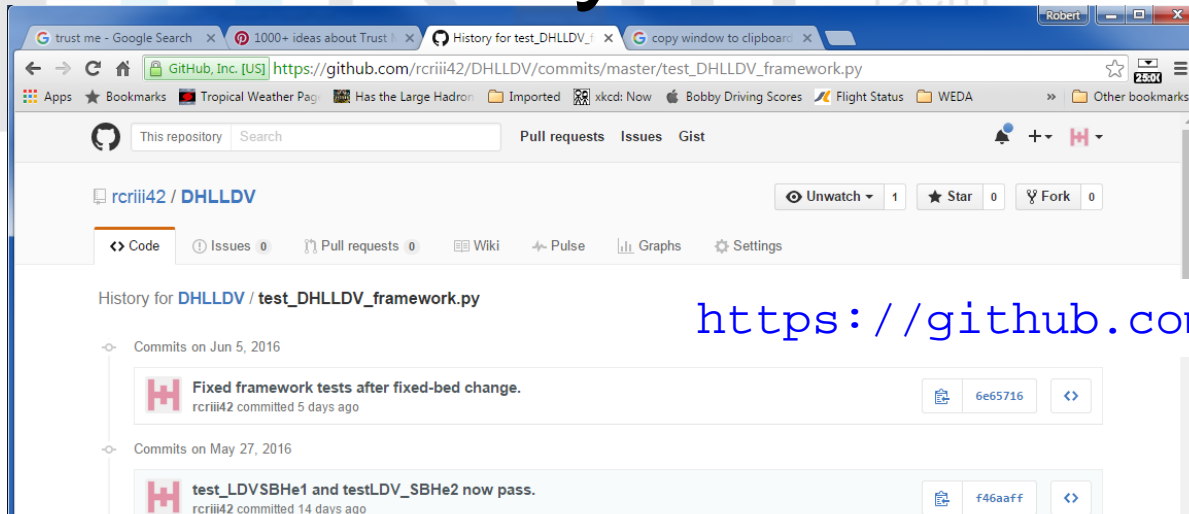 Robert
trust me - Google Search
1000+ ideas about Trust
History for test_DHLLDV_f
copy window to clipboard
GitHub, Inc. [US] https://github.com/rcriii42/DHLLDV/commits/master/test_DHLLDV_framework.py
Apps Bookmarks Tropical Weather Pag Has the Large Hadron Imported xkcd: Now Bobby Driving Scores Flight Status WEDA » Other bookmarks
This repository Search Pull requests Issues Gist
rcriii42 / DHLLDV Unwatch 1 Star 0 Fork 0
Code Issues 0 Pull requests 0 Wiki Pulse Graphs Settings
History for DHLLDV / test_DHLLDV_framework.py
https://github.com
Commits on Jun 5, 2016
Fixed framework tests after fixed-bed change.
rcriii42 committed 5 days ago
6e65716
Commits on May 27, 2016
test_LDVSBHe1 and testLDV_SBHe2 now pass.
rcriii42 committed 14 days ago
f46aaff